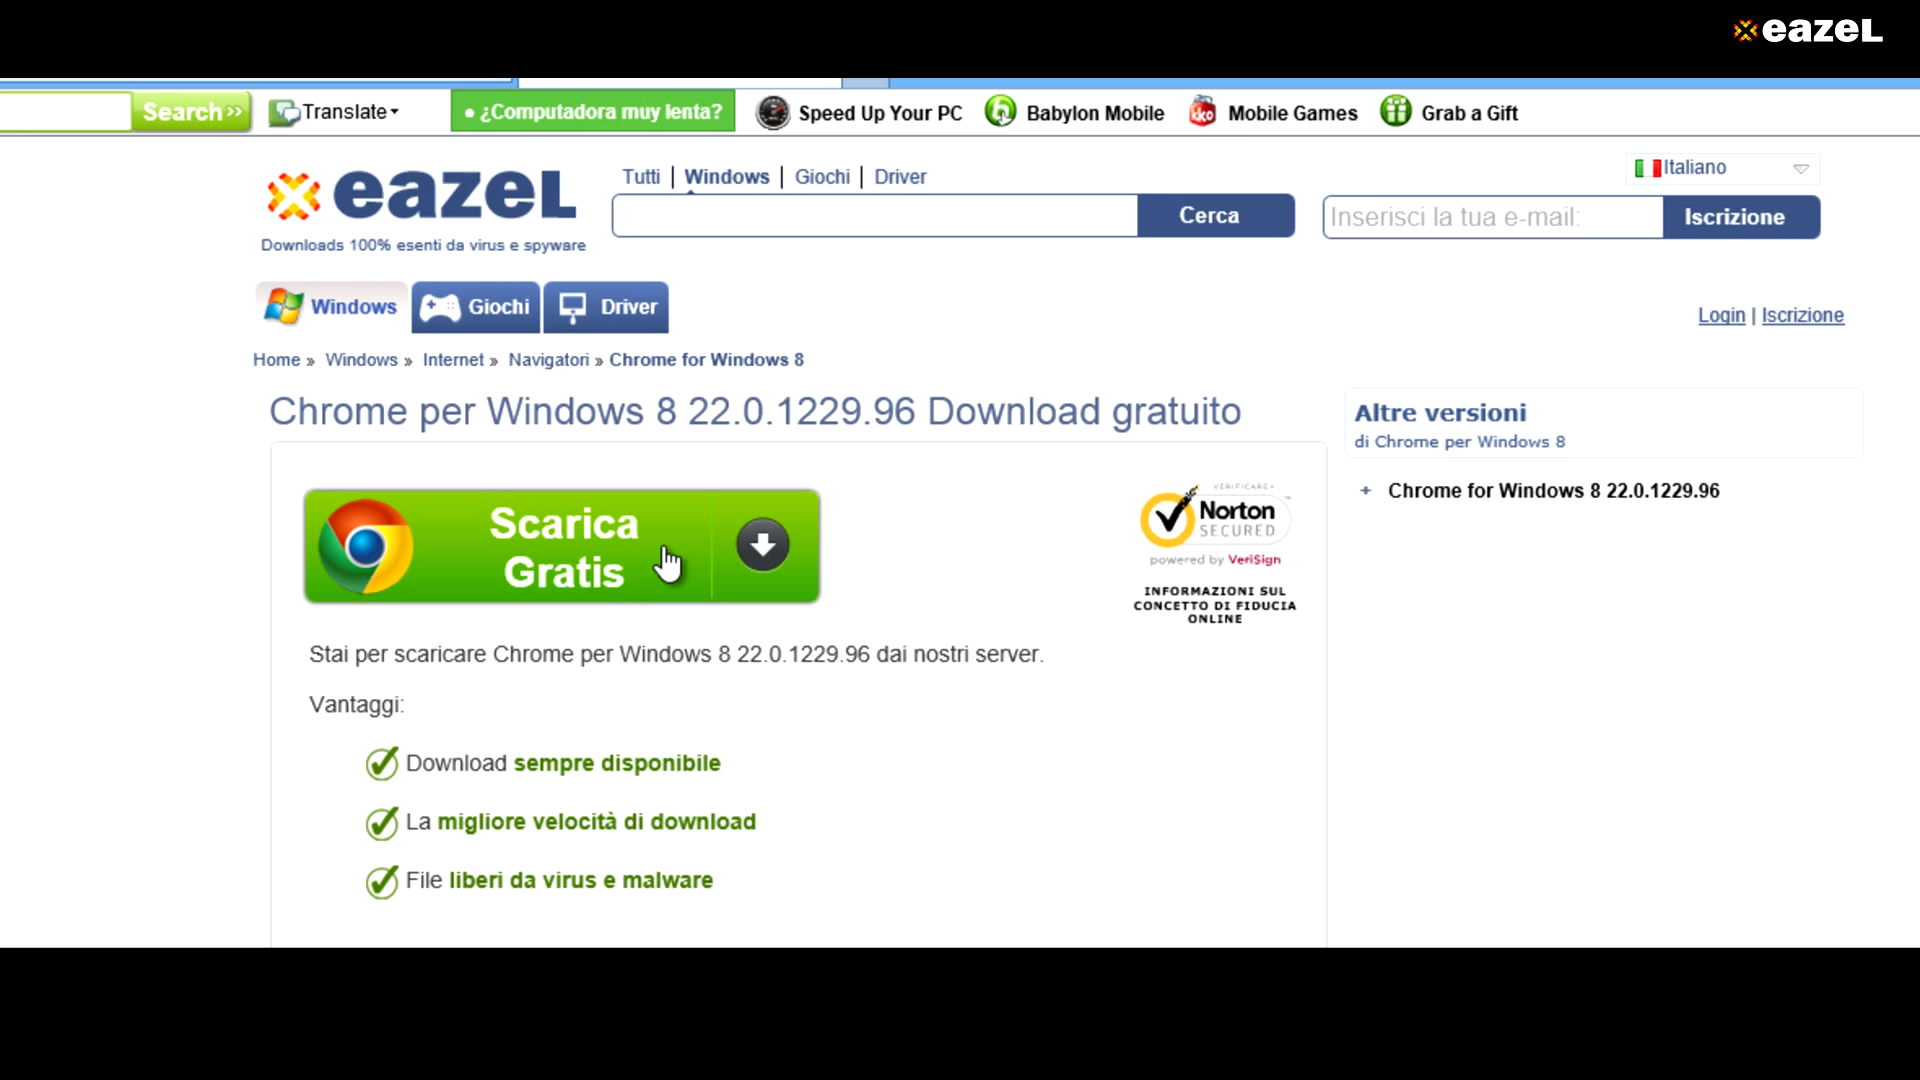 eazeL
Search >> Translate ● ¿Computadora muy lenta? Speed Up Your PC Babylon Mobile Mobile Games Grab a Gift
eazeL
Downloads 100% esenti da virus e spyware
Tutti | Windows | Giochi | Driver
Cerca
Italiano
Inserisci la tua e-mail: Iscrizione
Windows Giochi Driver
Login | Iscrizione
Home » Windows » Internet » Navigatori » Chrome for Windows 8
Chrome per Windows 8 22.0.1229.96 Download gratuito
Scarica
Gratis
VERIFICARE
Norton
SECURED
powered by VeriSign
INFORMAZIONI SUL
CONCETTO DI FIDUCIA
ONLINE
Stai per scaricare Chrome per Windows 8 22.0.1229.96 dai nostri server.
Vantaggi:
Download sempre disponibile
La migliore velocità di download
File liberi da virus e malware
Altre versioni
di Chrome per Windows 8
+ Chrome for Windows 8 22.0.1229.96